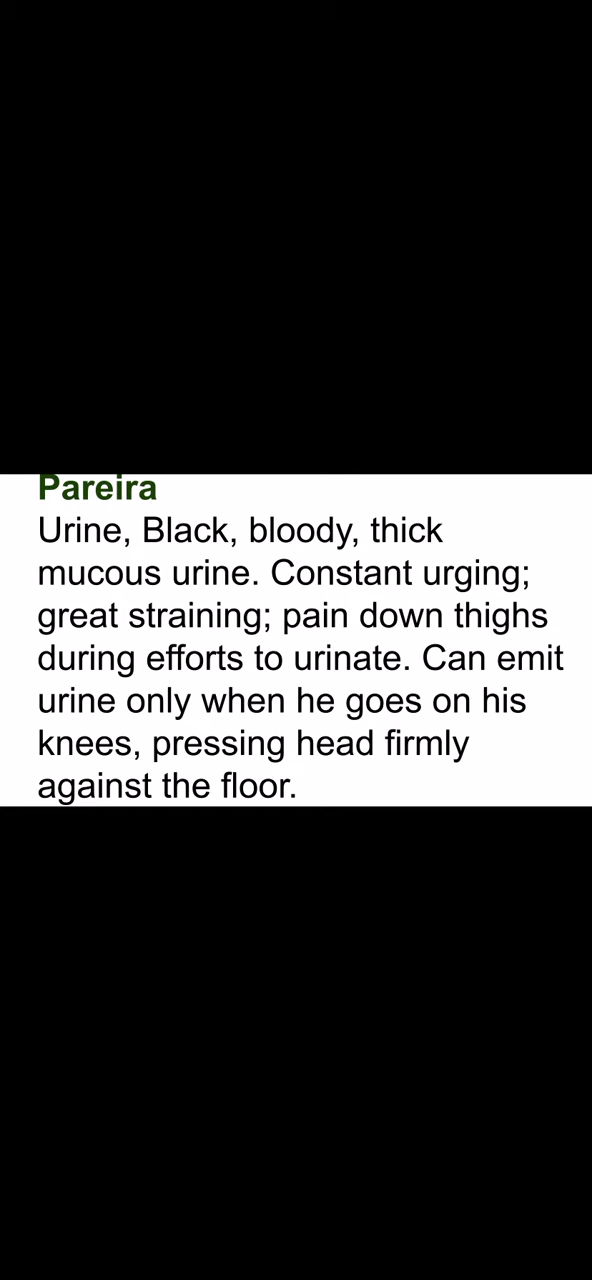 Pareira
Urine, Black, bloody, thick
mucous urine. Constant urging;
great straining; pain down thighs
during efforts to urinate. Can emit
urine only when he goes on his
knees, pressing head firmly
against the floor.